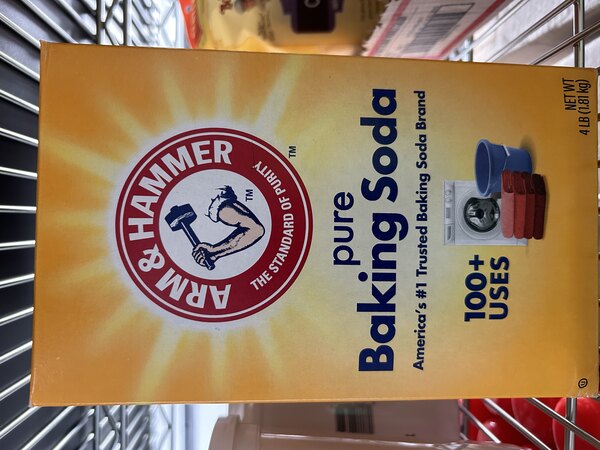 ARM & HAMMER
THE STANDARD OF PURITY
TM
TM
pure
Baking Soda
America's #1 Trusted Baking Soda Brand
100+
USES
NET WT
4 LB (1.81 kg)